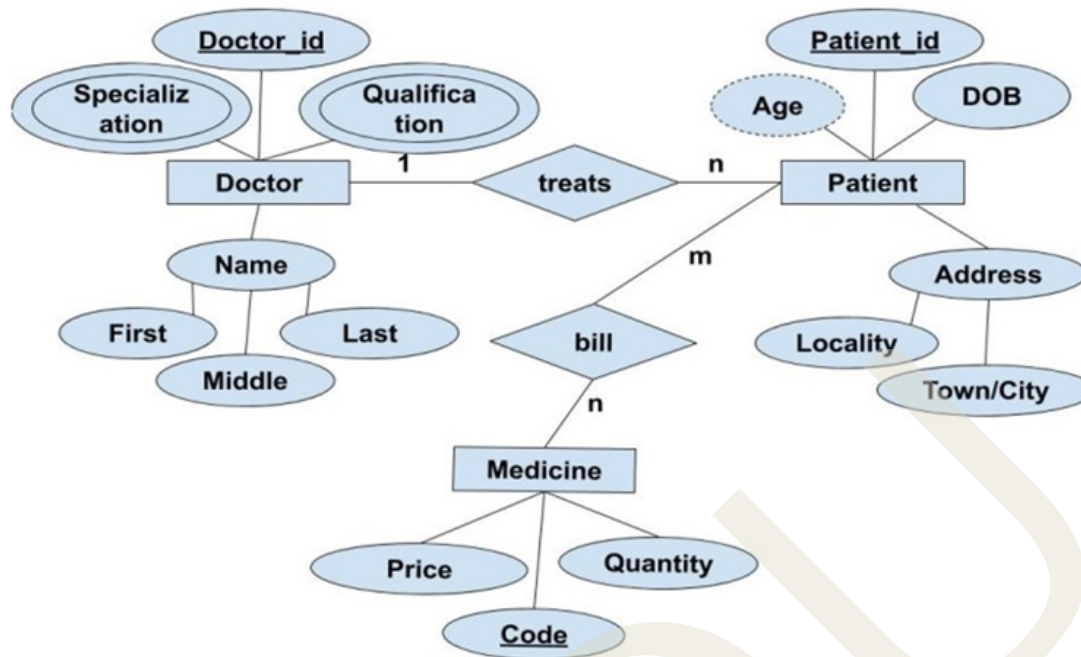 Doctor_id
Patient_id
Specializ
ation
Qualifica
tion
Age
DOB
1
n
Doctor
treats
Patient
m
Name
Address
First
Last
bill
Locality
Middle
Town/City
n
Medicine
Price
Quantity
Code